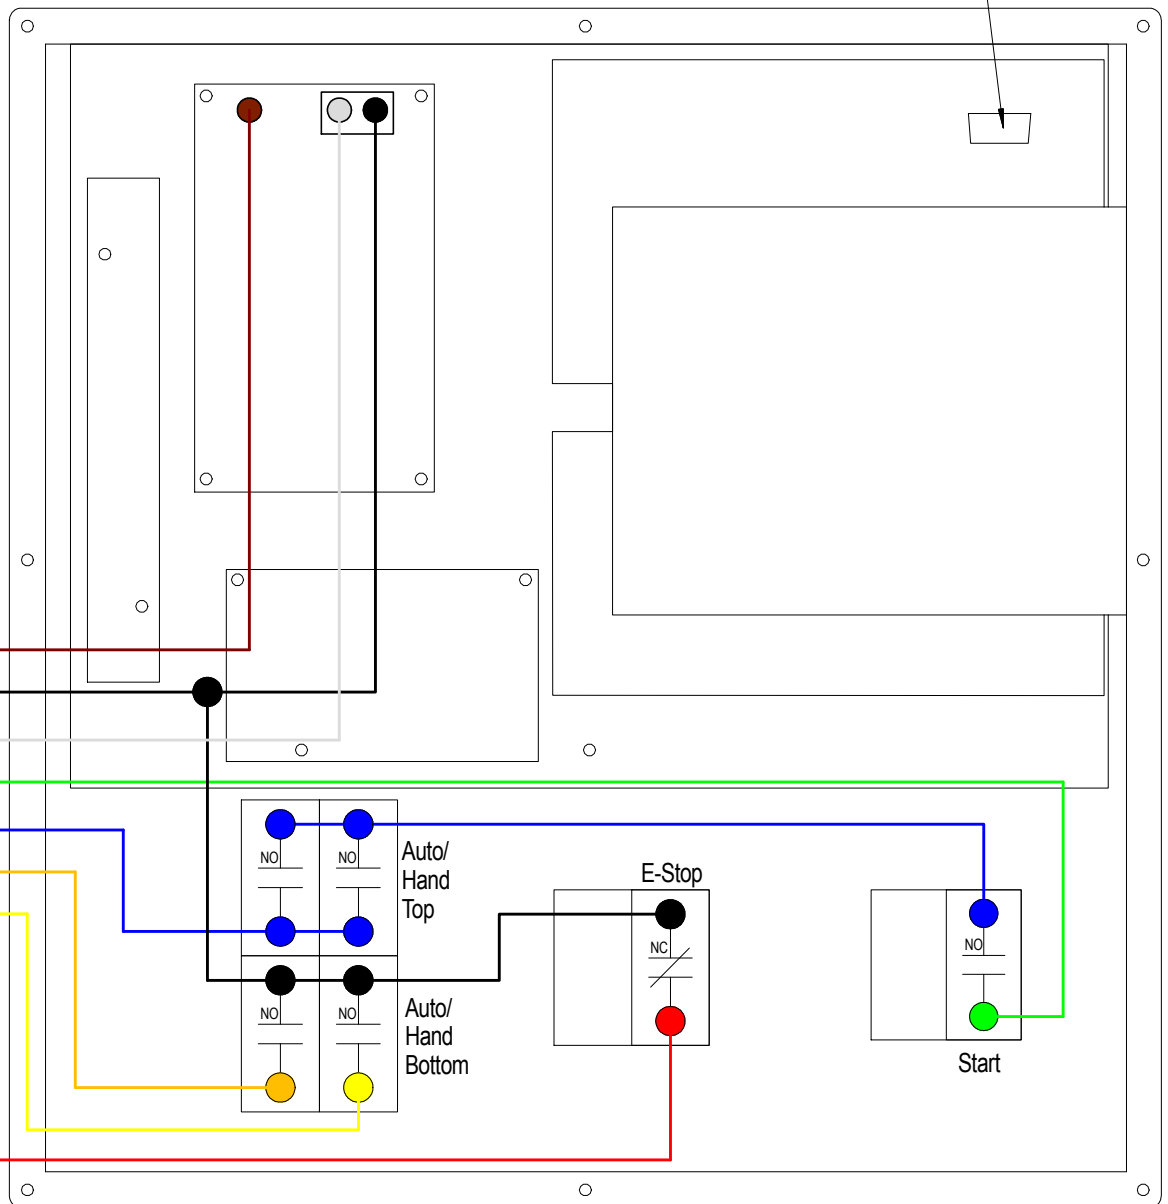 NO
NO
Auto/
Hand
Top
E-Stop
NC
NO
NO
NO
Auto/
Hand
Bottom
Start